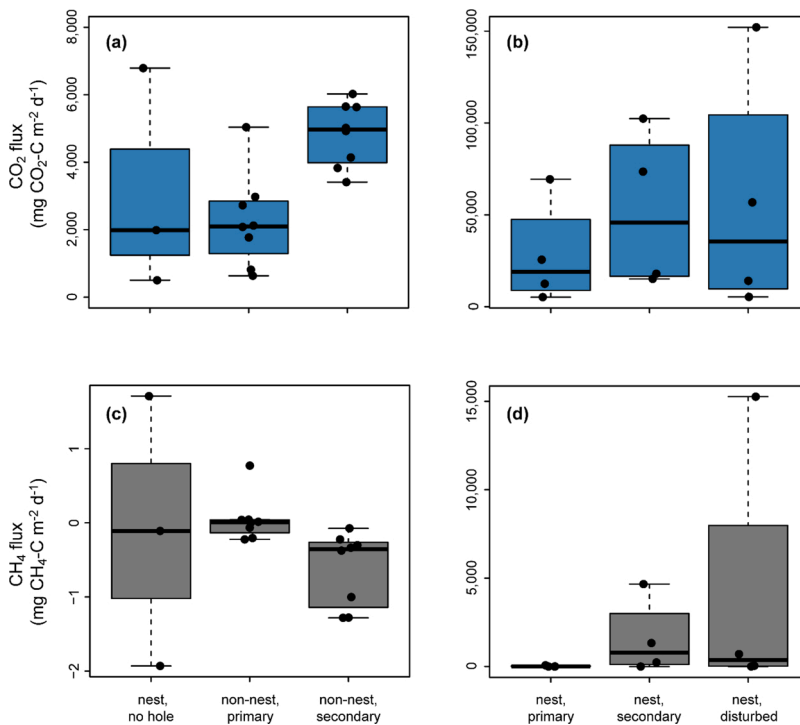 (a)
CO₂ flux
(mg CO₂-C m⁻² d⁻¹)
8,000
6,000
4,000
2,000
0
(b)
150,000
100,000
50,000
0
(c)
CH₄ flux
(mg CH₄-C m⁻² d⁻¹)
1
0
−1
−2
nest,
no hole
non-nest,
primary
non-nest,
secondary
(d)
15,000
10,000
5,000
0
nest,
primary
nest,
secondary
nest,
disturbed